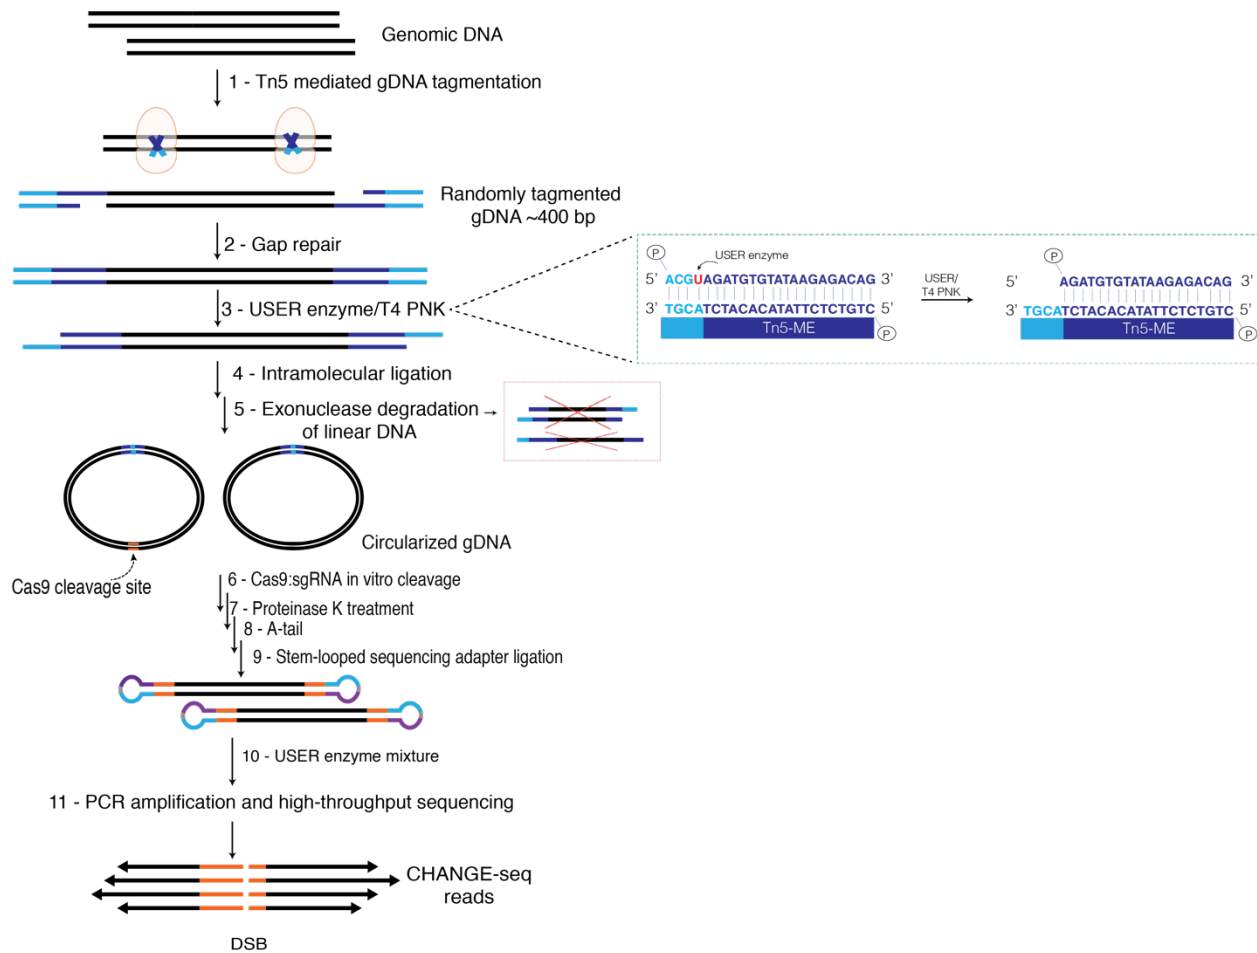 Genomic DNA
1 - Tn5 mediated gDNA tagmentation
Randomly tagmented
gDNA ~400 bp
2 - Gap repair
3 - USER enzyme/T4 PNK
P
USER enzyme
5' ACGUAGATGTGTATAAGAGACAG 3'
3' TGCATCTACACATATTCTCTGTC 5'
Tn5-ME
P
USER/
T4 PNK
P
5' AGATGTGTATAAGAGACAG 3'
3' TGCATCTACACATATTCTCTGTC 5'
Tn5-ME
P
4 - Intramolecular ligation
5 - Exonuclease degradation
of linear DNA
Circularized gDNA
Cas9 cleavage site
6 - Cas9:sgRNA in vitro cleavage
7 - Proteinase K treatment
8 - A-tail
9 - Stem-looped sequencing adapter ligation
10 - USER enzyme mixture
11 - PCR amplification and high-throughput sequencing
CHANGE-seq
reads
DSB